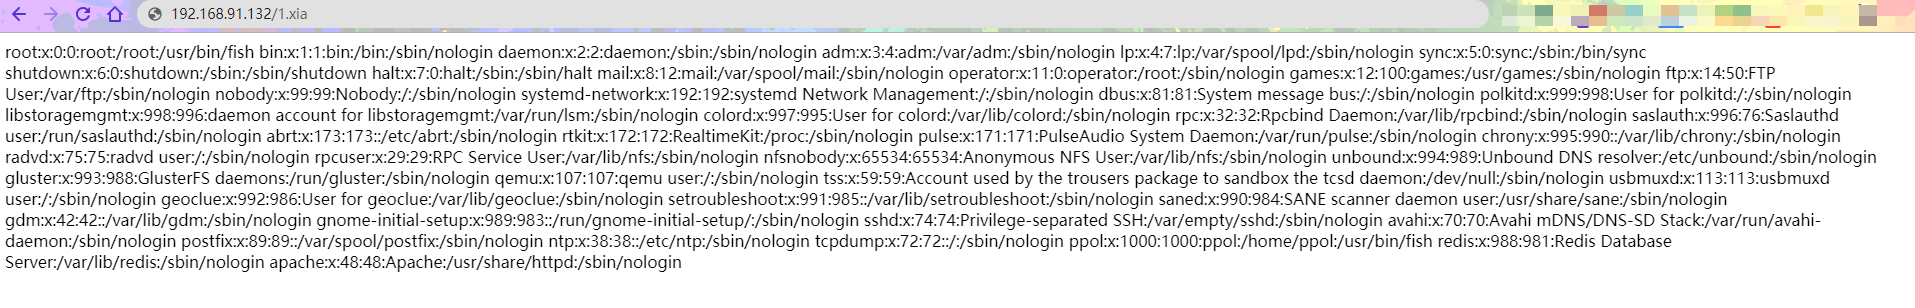 192.168.91.132/1.xia
root:x:0:0:root:/root:/usr/bin/fish bin:x:1:1:bin:/bin:/sbin/nologin daemon:x:2:2:daemon:/sbin:/sbin/nologin adm:x:3:4:adm:/var/adm:/sbin/nologin lp:x:4:7:lp:/var/spool/lpd:/sbin/nologin sync:x:5:0:sync:/sbin:/bin/sync
shutdown:x:6:0:shutdown:/sbin:/sbin/shutdown halt:x:7:0:halt:/sbin:/sbin/halt mail:x:8:12:mail:/var/spool/mail:/sbin/nologin operator:x:11:0:operator:/root:/sbin/nologin games:x:12:100:games:/usr/games:/sbin/nologin ftp:x:14:50:FTP
User:/var/ftp:/sbin/nologin nobody:x:99:99:Nobody:/:/sbin/nologin systemd-network:x:192:192:systemd Network Management:/:/sbin/nologin dbus:x:81:81:System message bus:/:/sbin/nologin polkitd:x:999:998:User for polkitd:/:/sbin/nologin
libstoragemgmt:x:998:996:daemon account for libstoragemgmt:/var/run/lsm:/sbin/nologin colord:x:997:995:User for colord:/var/lib/colord:/sbin/nologin rpc:x:32:32:Rpcbind Daemon:/var/lib/rpcbind:/sbin/nologin saslauth:x:996:76:Saslauthd
user:/run/saslauthd:/sbin/nologin abrt:x:173:173::/etc/abrt:/sbin/nologin rtkit:x:172:172:RealtimeKit:/proc:/sbin/nologin pulse:x:171:171:PulseAudio System Daemon:/var/run/pulse:/sbin/nologin chrony:x:995:990::/var/lib/chrony:/sbin/nologin
radvd:x:75:75:radvd user:/:/sbin/nologin rpcuser:x:29:29:RPC Service User:/var/lib/nfs:/sbin/nologin nfsnobody:x:65534:65534:Anonymous NFS User:/var/lib/nfs:/sbin/nologin unbound:x:994:989:Unbound DNS resolver:/etc/unbound:/sbin/nologin
gluster:x:993:988:GlusterFS daemons:/run/gluster:/sbin/nologin qemu:x:107:107:qemu user:/:/sbin/nologin tss:x:59:59:Account used by the trousers package to sandbox the tcsd daemon:/dev/null:/sbin/nologin usbmuxd:x:113:113:usbmuxd
user:/:/sbin/nologin geoclue:x:992:986:User for geoclue:/var/lib/geoclue:/sbin/nologin setroubleshoot:x:991:985::/var/lib/setroubleshoot:/sbin/nologin saned:x:990:984:SANE scanner daemon user:/usr/share/sane:/sbin/nologin
gdm:x:42:42::/var/lib/gdm:/sbin/nologin gnome-initial-setup:x:989:983::/run/gnome-initial-setup/:/sbin/nologin sshd:x:74:74:Privilege-separated SSH:/var/empty/sshd:/sbin/nologin avahi:x:70:70:Avahi mDNS/DNS-SD Stack:/var/run/avahi-
daemon:/sbin/nologin postfix:x:89:89::/var/spool/postfix:/sbin/nologin ntp:x:38:38::/etc/ntp:/sbin/nologin tcpdump:x:72:72::/:/sbin/nologin ppol:x:1000:1000:ppol:/home/ppol:/usr/bin/fish redis:x:988:981:Redis Database
Server:/var/lib/redis:/sbin/nologin apache:x:48:48:Apache:/usr/share/httpd:/sbin/nologin